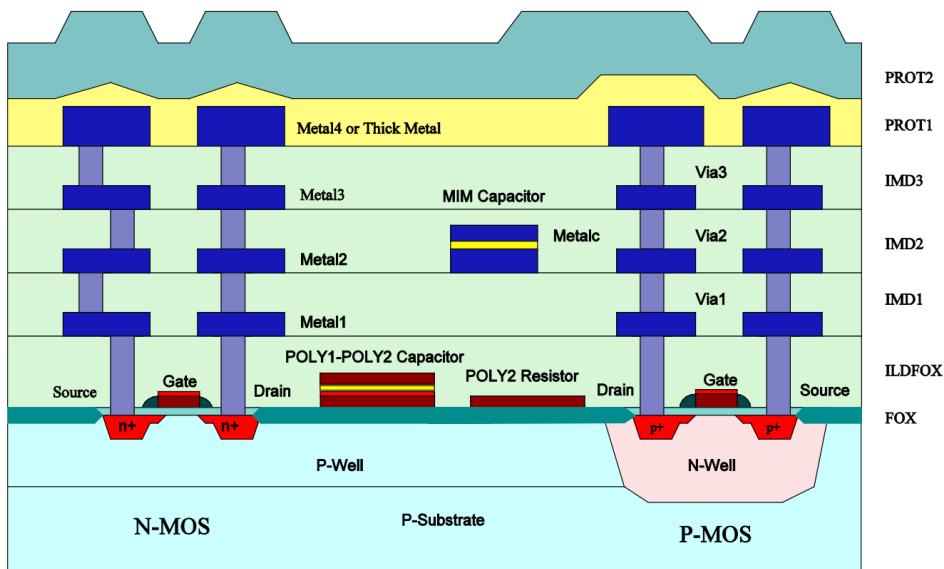 PROT2
Metal4 or Thick Metal
PROT1
Via3
IMD3
Metal3
MIM Capacitor
Metalc
Via2
IMD2
Metal2
Via1
IMD1
Metal1
POLY1-POLY2 Capacitor
ILDFOX
Source
Gate
Drain
POLY2 Resistor
Drain
Gate
Source
FOX
n+
n+
p+
p+
P-Well
N-Well
N-MOS
P-Substrate
P-MOS